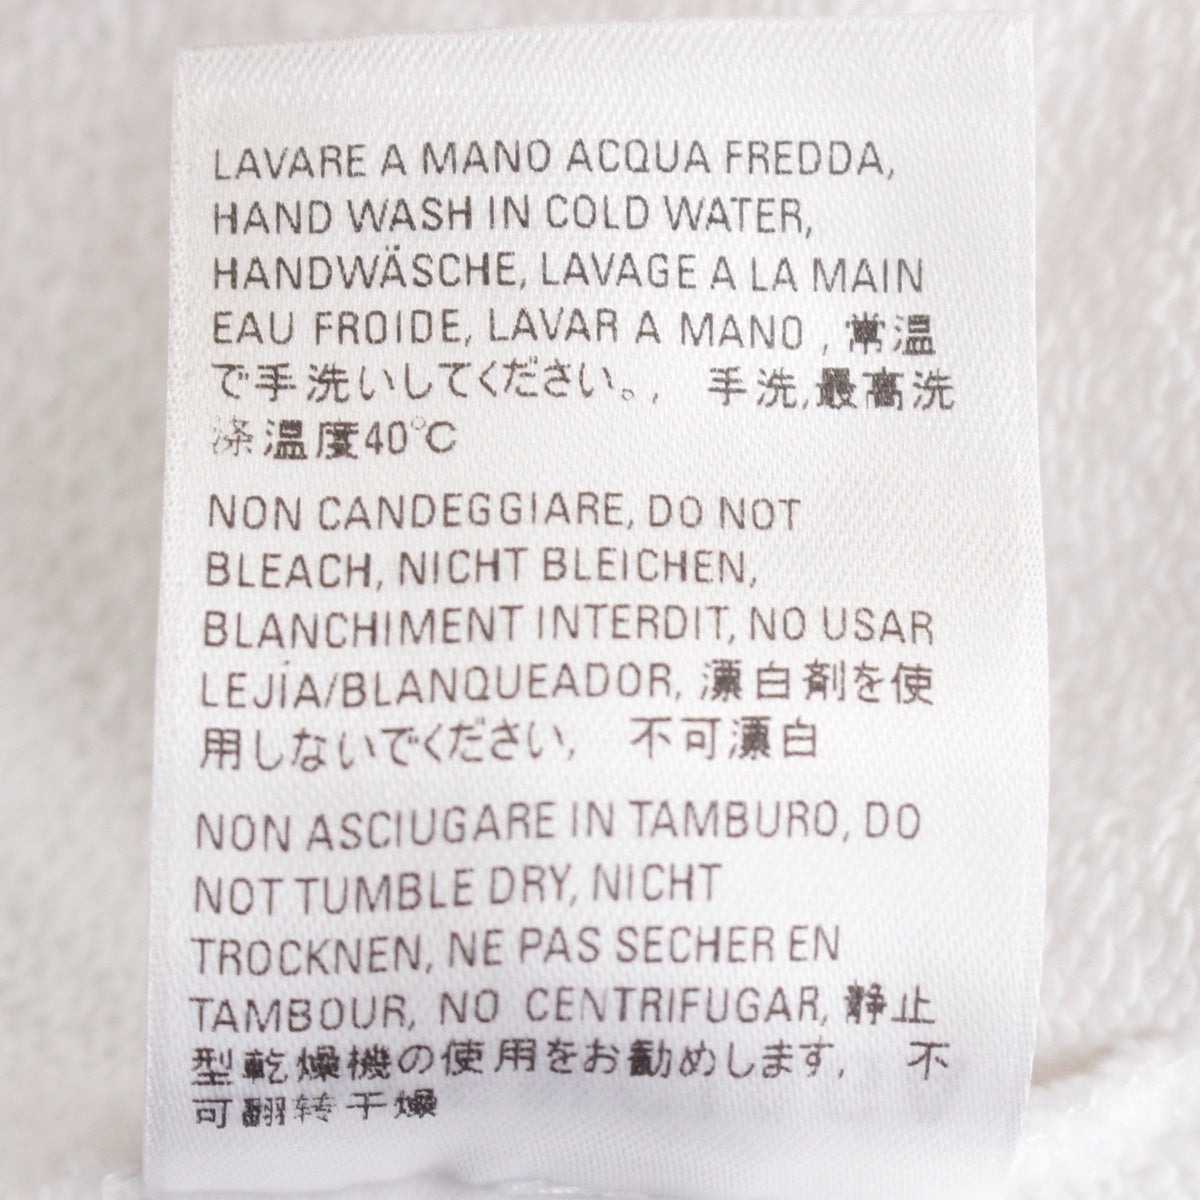 LAVARE A MANO ACQUA FREDDA,
HAND WASH IN COLD WATER,
HANDWÄSCHE, LAVAGE A LA MAIN
EAU FROIDE, LAVAR A MANO , 常温
で手洗いしてください。, 手洗,最高洗
涤温度40°C
NON CANDEGGIARE, DO NOT
BLEACH, NICHT BLEICHEN,
BLANCHIMENT INTERDIT, NO USAR
LEJÍA/BLANQUEADOR, 漂白剤を使
用しないでください, 不可漂白
NON ASCIUGARE IN TAMBURO, DO
NOT TUMBLE DRY, NICHT
TROCKNEN, NE PAS SECHER EN
TAMBOUR, NO CENTRIFUGAR, 静止
型乾燥機の使用をお勧めします, 不
可翻转干燥